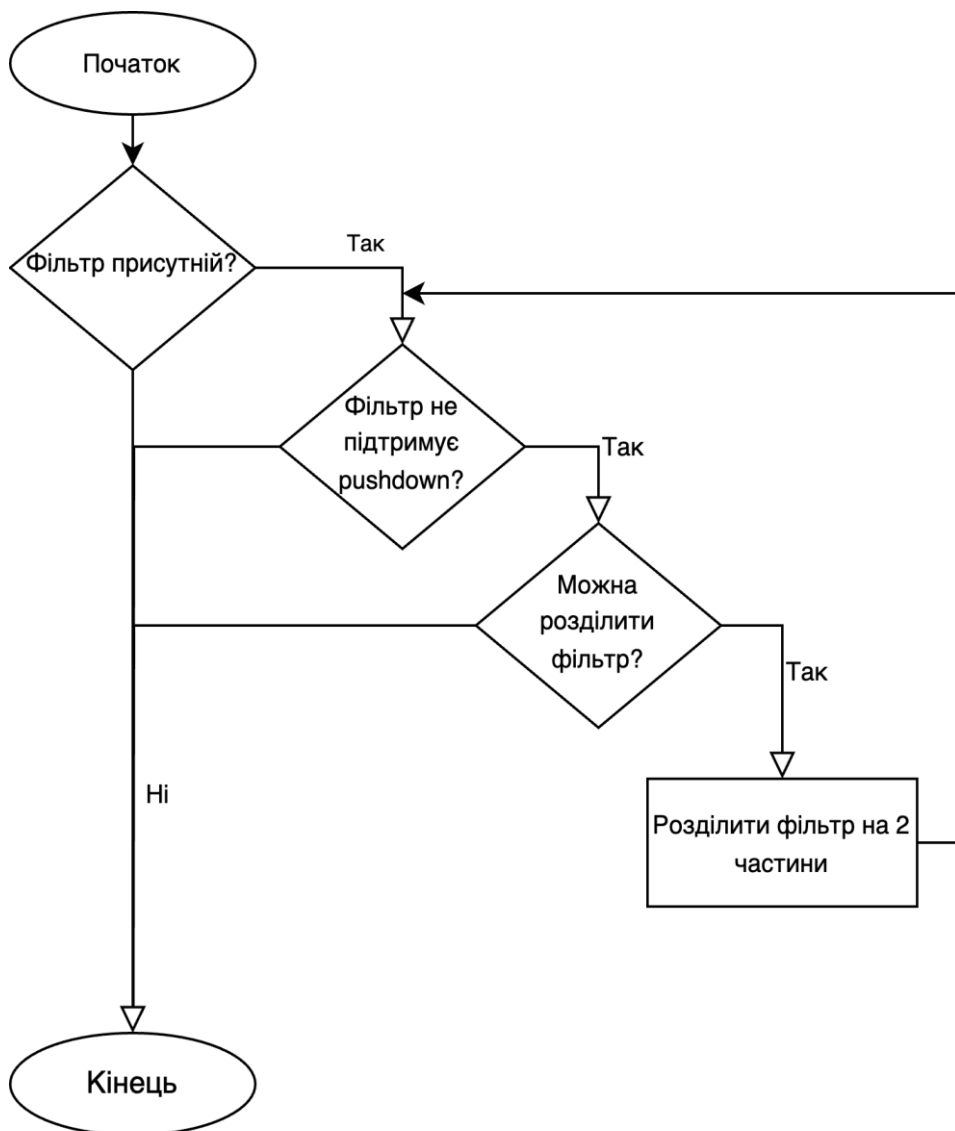 Початок
Так
Фільтр присутній?
Фільтр не
підтримує
pushdown?
Так
Можна
розділити
фільтр?
Так
Ні
Розділити фільтр на 2
частини
Кінець